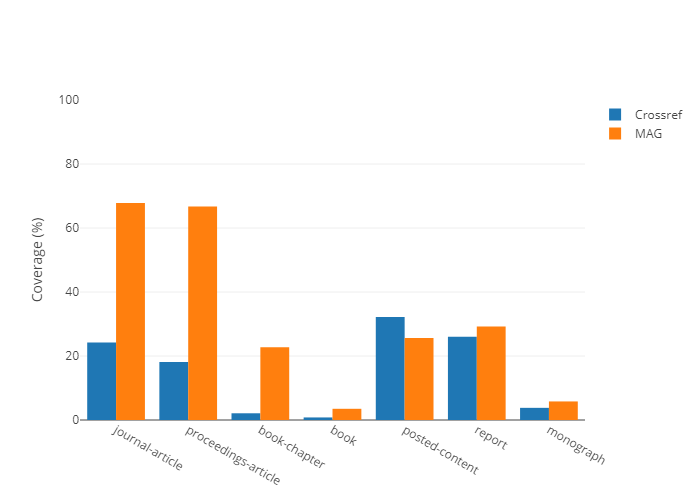 100
80
60
40
20
0
Coverage (%)
journal-article
proceedings-article
book-chapter
book
posted-content
report
monograph
Crossref
MAG